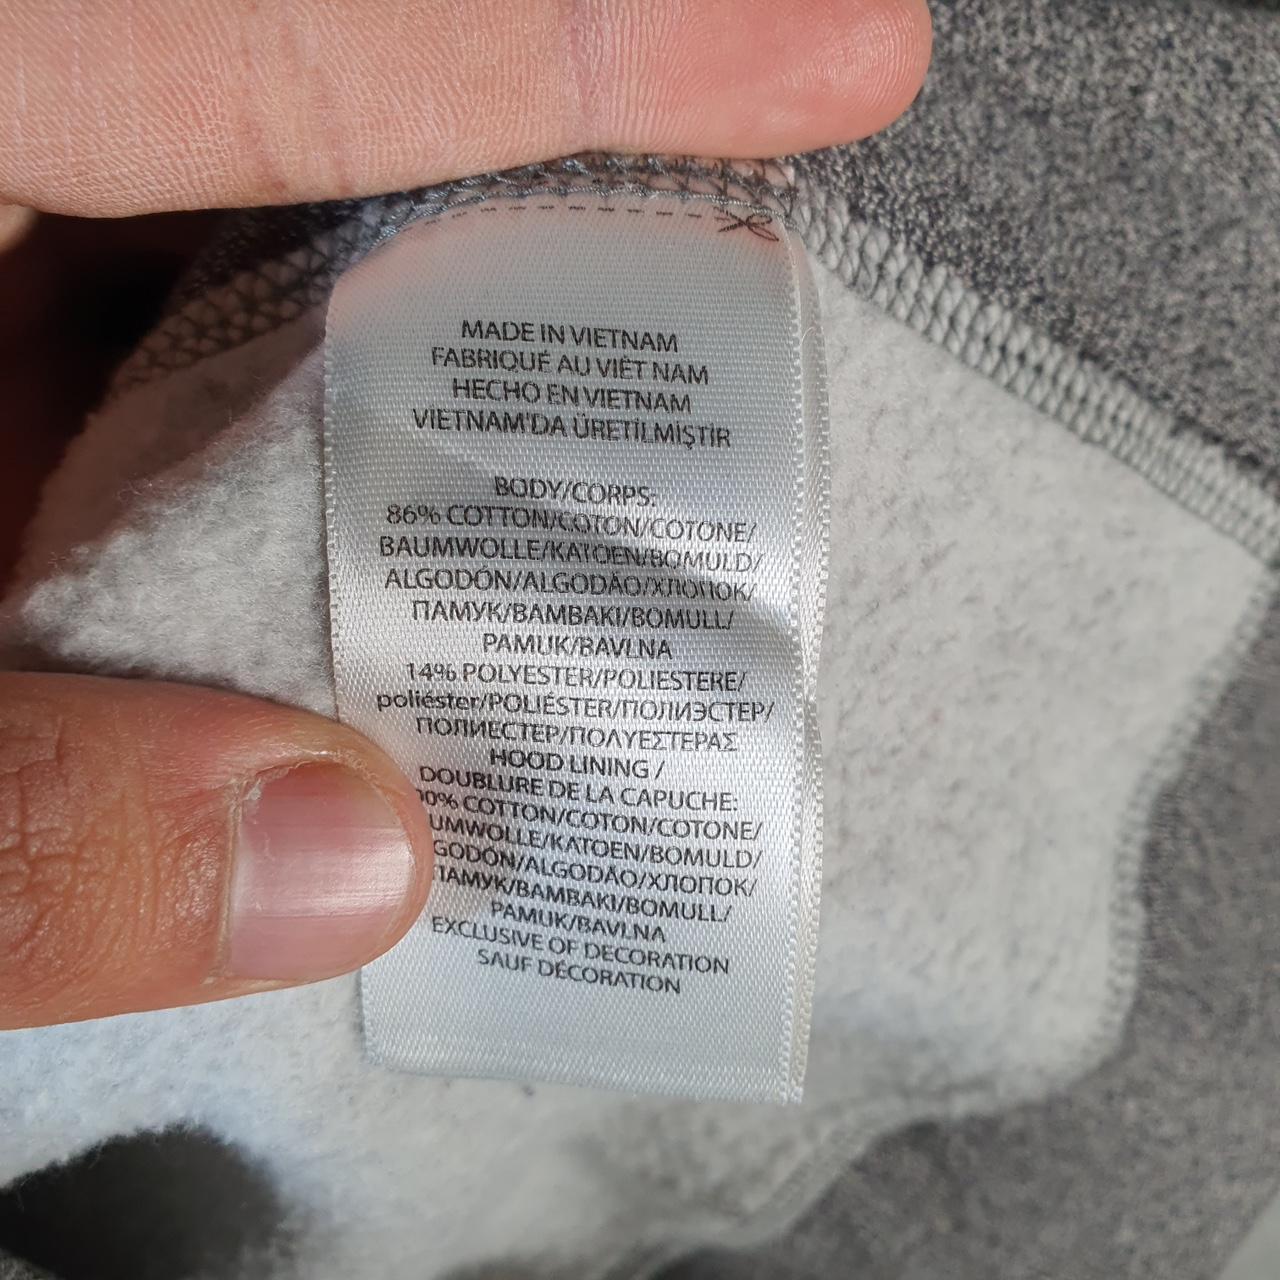 MADE IN VIETNAM
FABRIQUÉ AU VIÊT NAM
HECHO EN VIETNAM
VIETNAM'DA ÜRETİLMİŞTİR
BODY/CORPS:
86% COTTON/COTON/COTONE/
BAUMWOLLE/KATOEN/BOMULD/
ALGODÓN/ALGODÃO/ХЛОПОК/
ПАМУК/BAMBAKI/BOMULL/
PAMUK/BAVLNA
14% POLYESTER/POLIESTERE/
poliéster/POLIÉSTER/ПОЛИЭСТЕР/
ПОЛИЕСТЕР/ΠΟΛΥΕΣΤΕΡΑΣ
HOOD LINING /
DOUBLURE DE LA CAPUCHE:
00% COTTON/COTON/COTONE/
UMWOLLE/KATOEN/BOMULD/
GODÓN/ALGODÃO/ХЛОПОК/
ПАМУК/BAMBAKI/BOMULL/
PAMUK/BAVLNA
EXCLUSIVE OF DECORATION
SAUF DÉCORATION